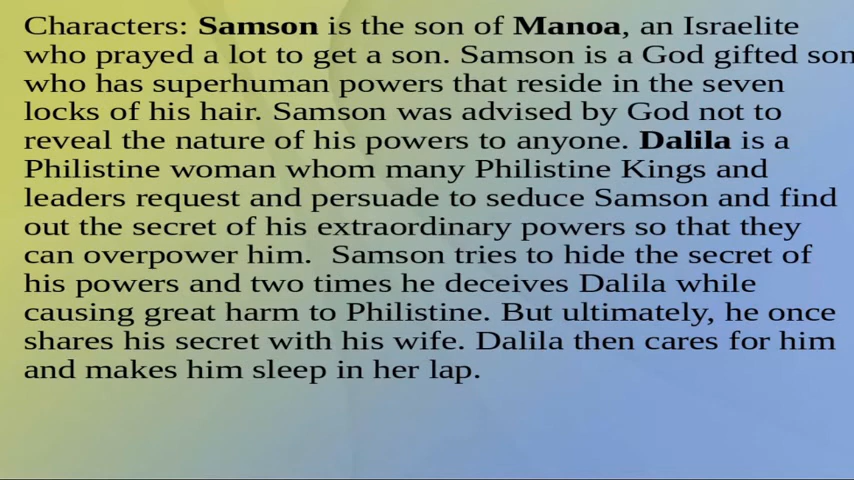 Characters: Samson is the son of Manoa, an Israelite
who prayed a lot to get a son. Samson is a God gifted son
who has superhuman powers that reside in the seven
locks of his hair. Samson was advised by God not to
reveal the nature of his powers to anyone. Dalila is a
Philistine woman whom many Philistine Kings and
leaders request and persuade to seduce Samson and find
out the secret of his extraordinary powers so that they
can overpower him.  Samson tries to hide the secret of
his powers and two times he deceives Dalila while
causing great harm to Philistine. But ultimately, he once
shares his secret with his wife. Dalila then cares for him
and makes him sleep in her lap.